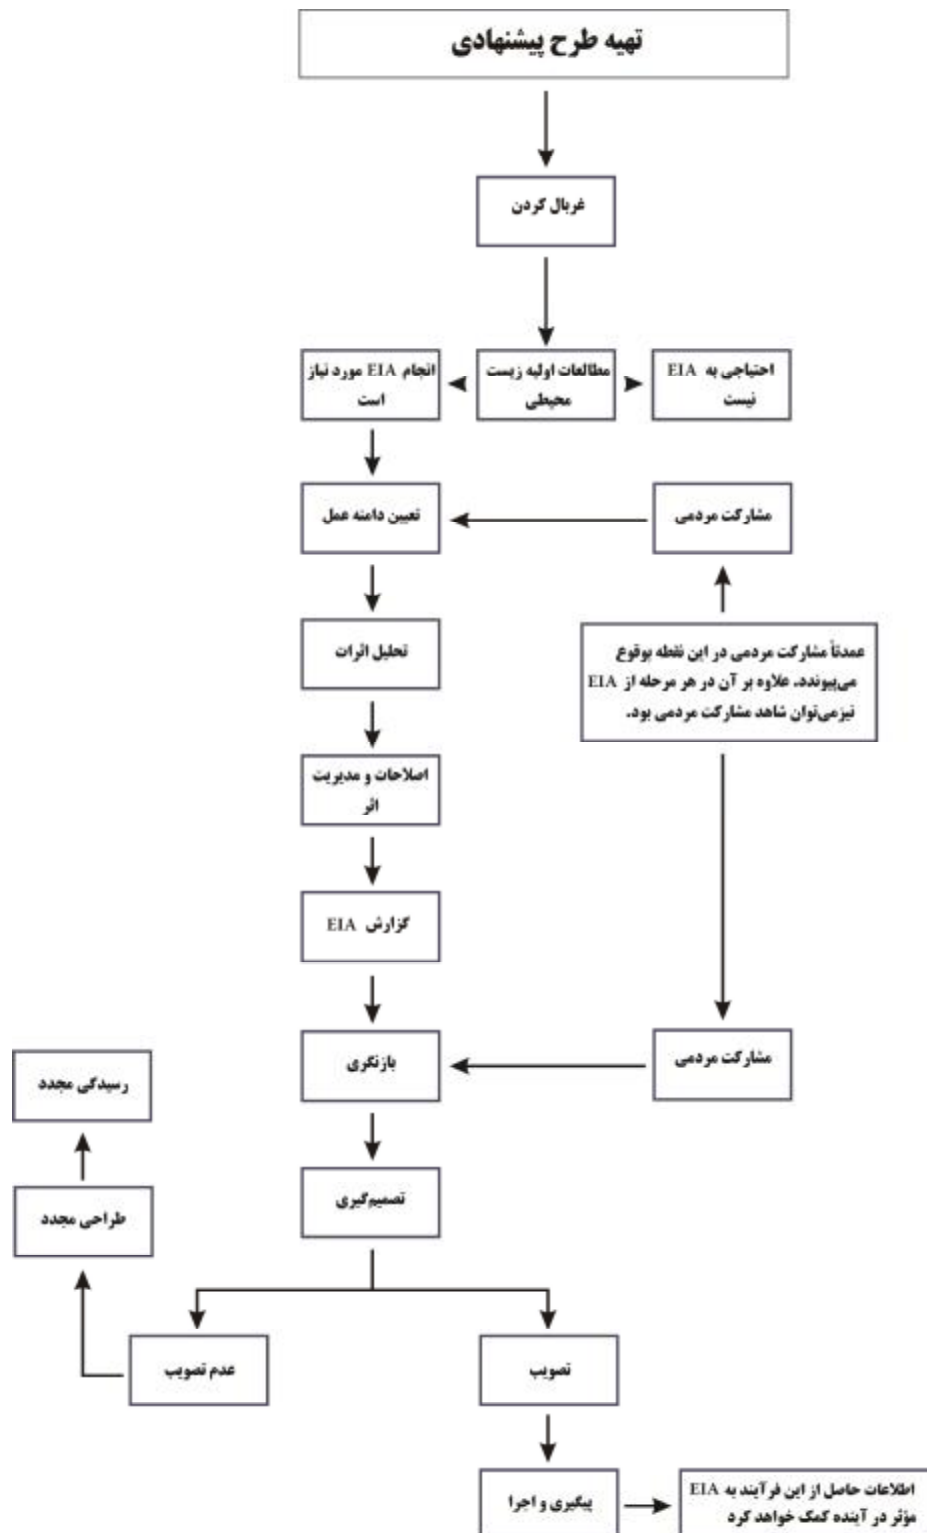 تهیه طرح پیشنهادی
غربال کردن
انجام EIA مورد نیاز
است
مطالعات اولیه زیست
محیطی
احتیاجی به EIA
نیست
تعیین دامنه عمل
مشارکت مردمی
تحلیل اثرات
عمدتاً مشارکت مردمی در این نقطه بوقوع
می‌پیوندد. علاوه بر آن در هر مرحله از EIA
نیزمی‌توان شاهد مشارکت مردمی بود.
اصلاحات و مدیریت
اثر
گزارش EIA
بازنگری
مشارکت مردمی
رسیدگی مجدد
تصمیم‌گیری
طراحی مجدد
عدم تصویب
تصویب
پیگیری و اجرا
اطلاعات حاصل از این فرآیند به EIA
مؤثر در آینده کمک خواهد کرد